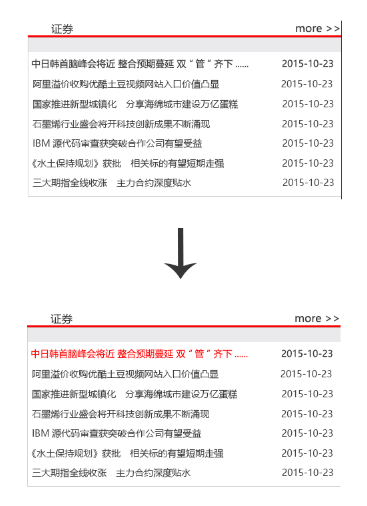 证券 more >>
中日韩首脑峰会将近 整合预期蔓延 双“管”齐下 …… 2015-10-23
阿里溢价收购优酷土豆视频网站入口价值凸显 2015-10-23
国家推进新型城镇化 分享海绵城市建设万亿蛋糕 2015-10-23
石墨烯行业盛会将开科技创新成果不断涌现 2015-10-23
IBM 源代码审查获突破合作公司有望受益 2015-10-23
《水土保持规划》获批 相关标的有望短期走强 2015-10-23
三大期指全线收涨 主力合约深度贴水 2015-10-23
证券 more >>
中日韩首脑峰会将近 整合预期蔓延 双“管”齐下 …… 2015-10-23
阿里溢价收购优酷土豆视频网站入口价值凸显 2015-10-23
国家推进新型城镇化 分享海绵城市建设万亿蛋糕 2015-10-23
石墨烯行业盛会将开科技创新成果不断涌现 2015-10-23
IBM 源代码审查获突破合作公司有望受益 2015-10-23
《水土保持规划》获批 相关标的有望短期走强 2015-10-23
三大期指全线收涨 主力合约深度贴水 2015-10-23